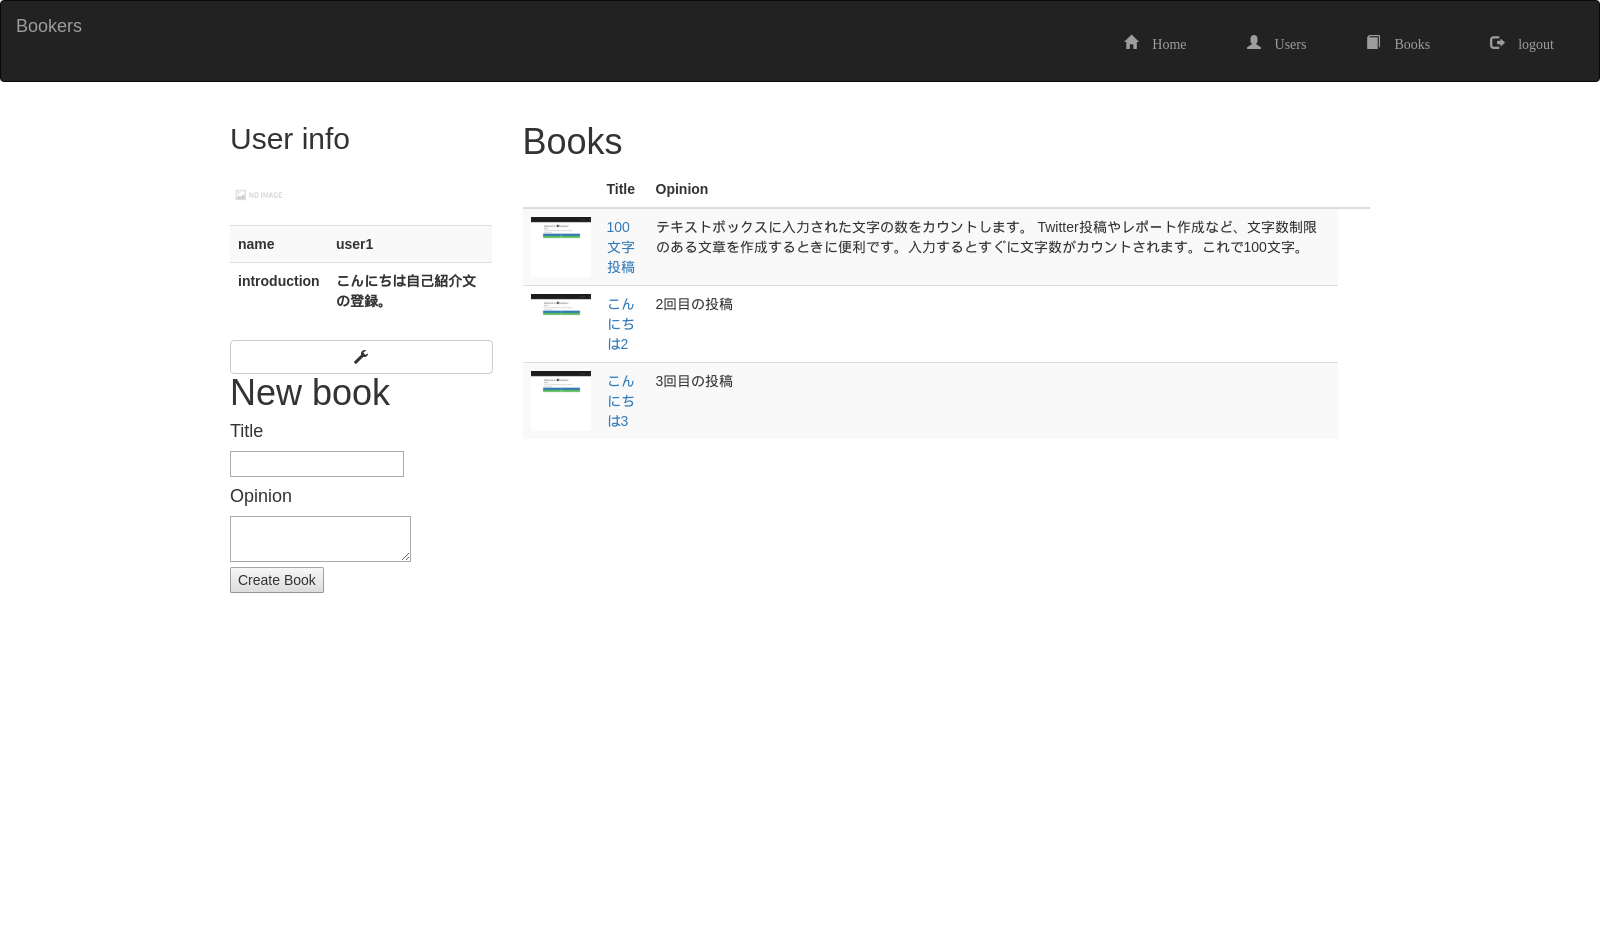 Bookers
Home
Users
Books
logout
User info
NO IMAGE
name
user1
introduction
こんにちは自己紹介文
の登録。
New book
Title
Opinion
Create Book
Books
Title
Opinion
100
文字
投稿
テキストボックスに入力された文字の数をカウントします。 Twitter投稿やレポート作成など、文字数制限
のある文章を作成するときに便利です。入力するとすぐに文字数がカウントされます。これで100文字。
こん
にち
は2
2回目の投稿
こん
にち
は3
3回目の投稿